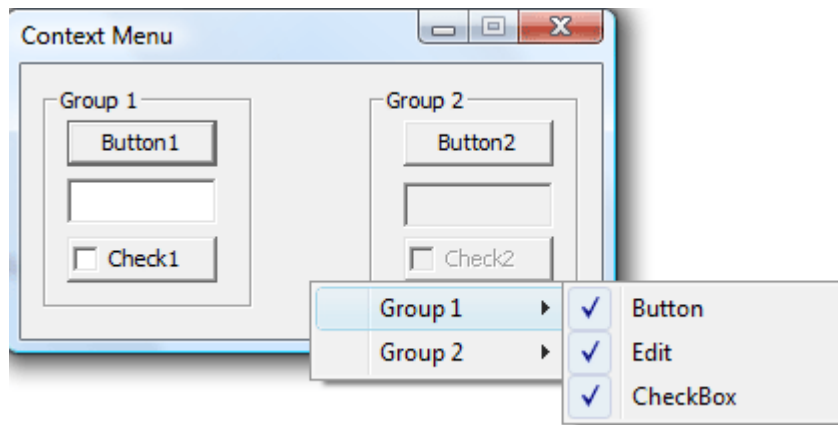 Context Menu
Group 1 Group 2
Button1 Button2
Check1 Check2
Group 1 Button
Group 2 Edit
CheckBox